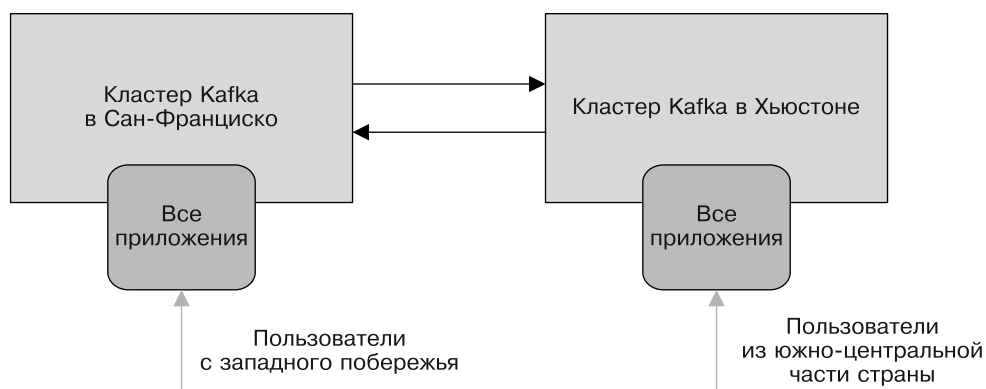 Кластер Kafka
в Сан-Франциско
Кластер Kafka в Хьюстоне
Все
приложения
Все
приложения
Пользователи
с западного побережья
Пользователи
из южно-центральной
части страны